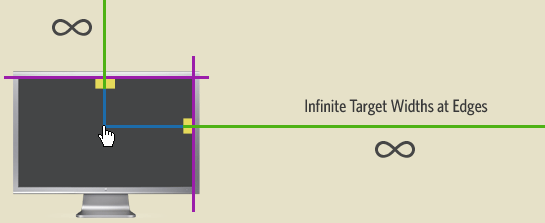 ∞
Infinite Target Widths at Edges
∞